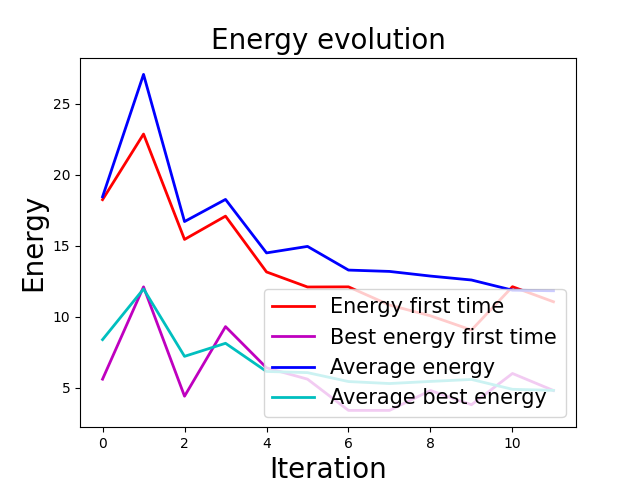 Energy evolution
Energy
25
20
15
10
5
Energy first time
Best energy first time
Average energy
Average best energy
0 2 4 6 8 10
Iteration